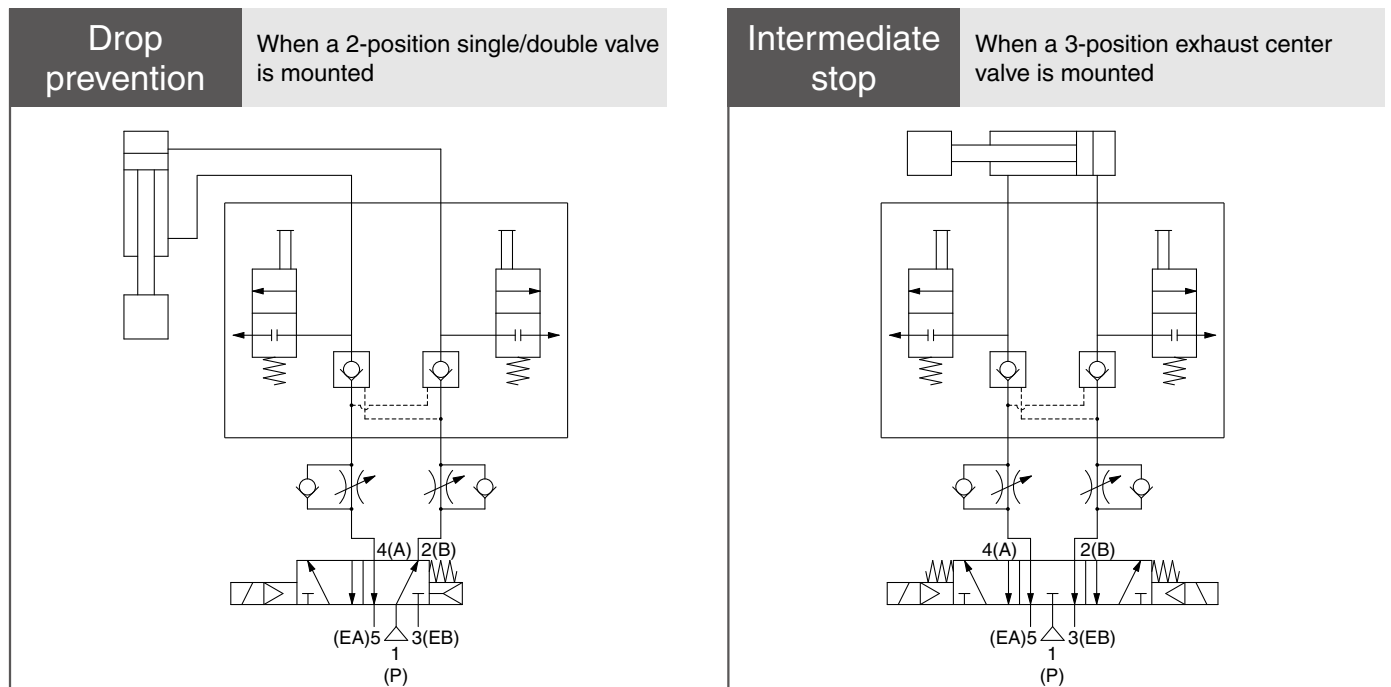 Drop
prevention
When a 2-position single/double valve
is mounted
4(A) 2(B)
(EA)5 3(EB)
1
(P)
Intermediate
stop
When a 3-position exhaust center
valve is mounted
4(A) 2(B)
(EA)5 3(EB)
1
(P)